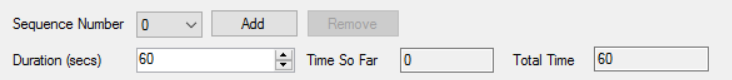 Sequence Number 0 Add Remove
Duration (secs) 60 Time So Far 0 Total Time 60